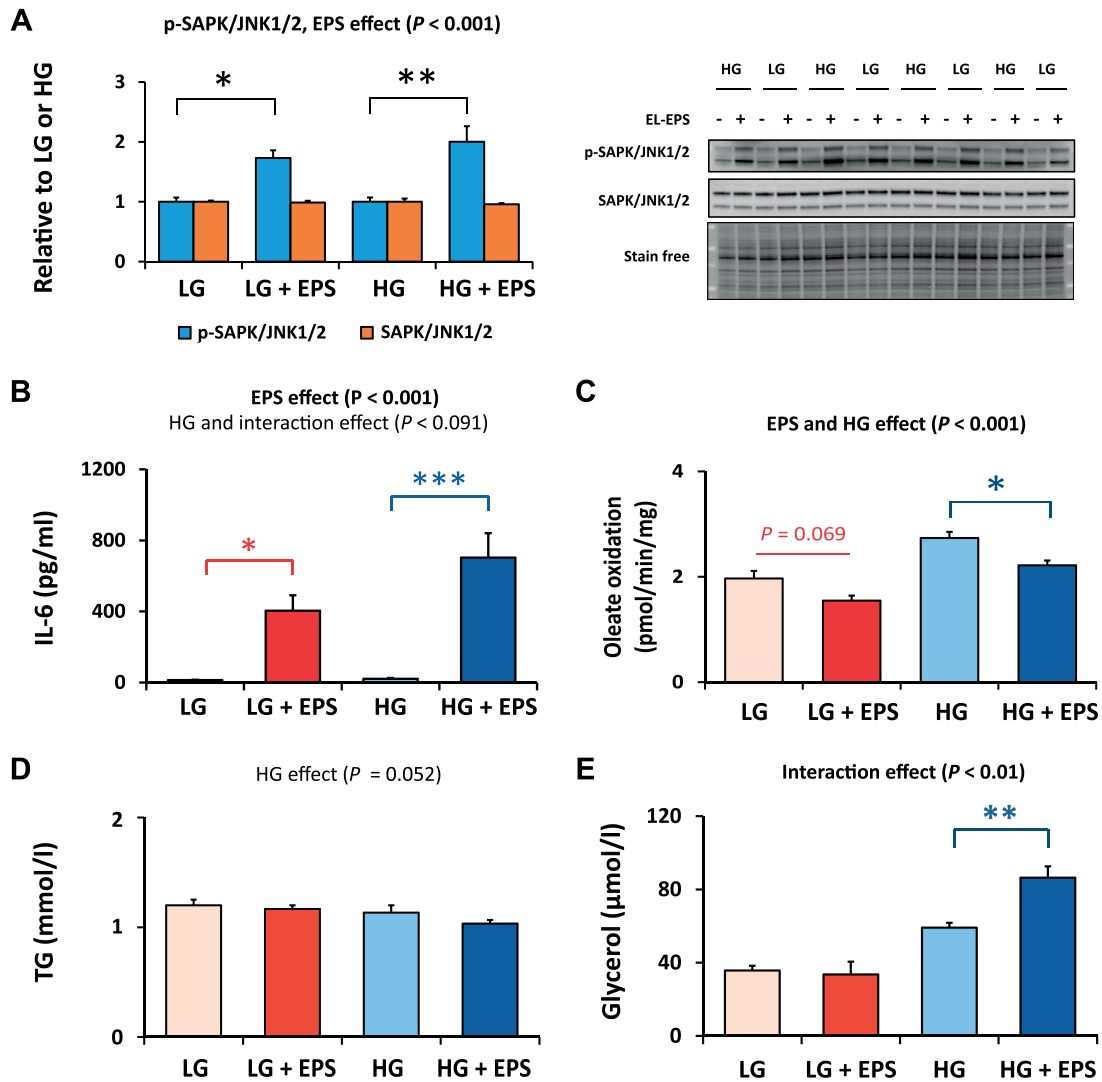 A
p-SAPK/JNK1/2, EPS effect (P < 0.001)
Relative to LG or HG
3
2
1
0
*
**
LG
LG + EPS
HG
HG + EPS
p-SAPK/JNK1/2
SAPK/JNK1/2
HG LG HG LG HG LG HG LG
EL-EPS - + - + - + - + - + - + - + - +
p-SAPK/JNK1/2
SAPK/JNK1/2
Stain free
B
EPS effect (P < 0.001)
HG and interaction effect (P < 0.091)
IL-6 (pg/ml)
1200
800
400
0
*
***
LG
LG + EPS
HG
HG + EPS
C
EPS and HG effect (P < 0.001)
Oleate oxidation
(pmol/min/mg)
4
2
0
P = 0.069
*
LG
LG + EPS
HG
HG + EPS
D
HG effect (P = 0.052)
TG (mmol/l)
2
1
0
LG
LG + EPS
HG
HG + EPS
E
Interaction effect (P < 0.01)
Glycerol (µmol/l)
120
80
40
0
**
LG
LG + EPS
HG
HG + EPS